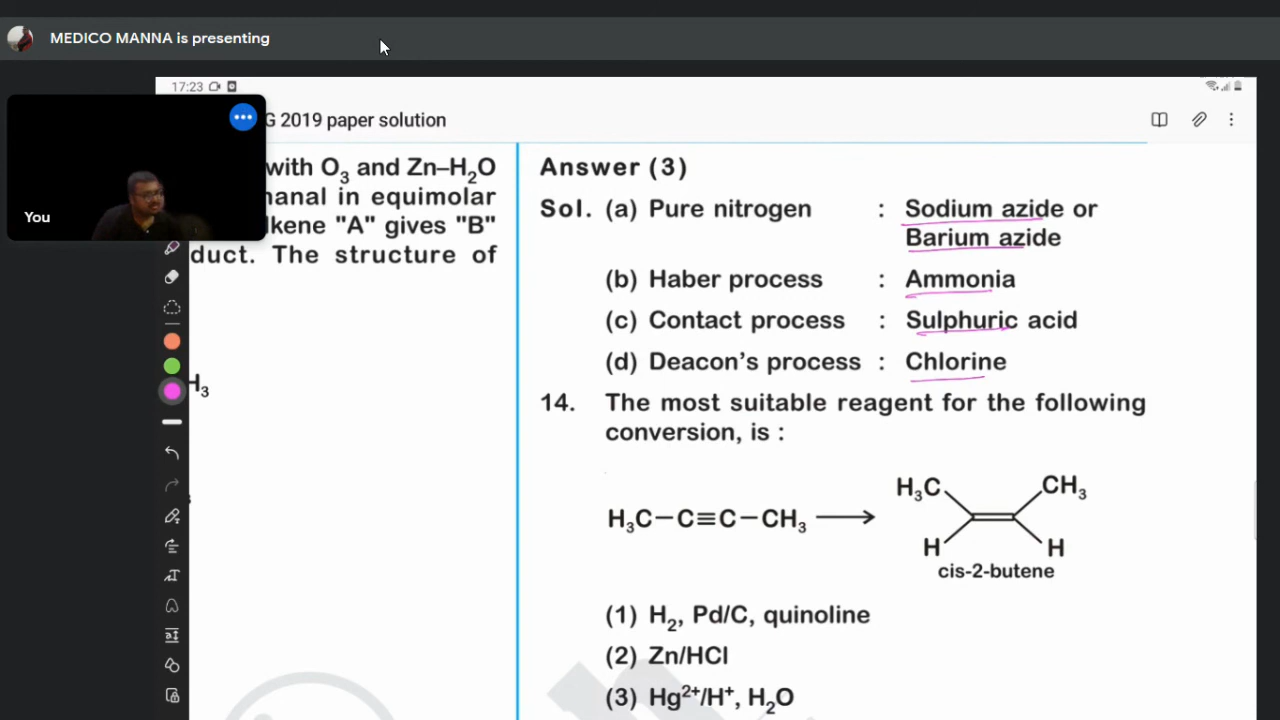 MEDICO MANNA is presenting
17:23
You
G 2019 paper solution
with O₃ and Zn–H₂O
hanal in equimolar
lkene "A" gives "B"
duct. The structure of
H₃
Answer (3)
Sol. (a) Pure nitrogen : Sodium azide or
Barium azide
(b) Haber process : Ammonia
(c) Contact process : Sulphuric acid
(d) Deacon's process : Chlorine
14. The most suitable reagent for the following
conversion, is :
H₃C–C≡C–CH₃ ⟶
H₃C CH₃
H H
cis-2-butene
(1) H₂, Pd/C, quinoline
(2) Zn/HCl
(3) Hg²⁺/H⁺, H₂O